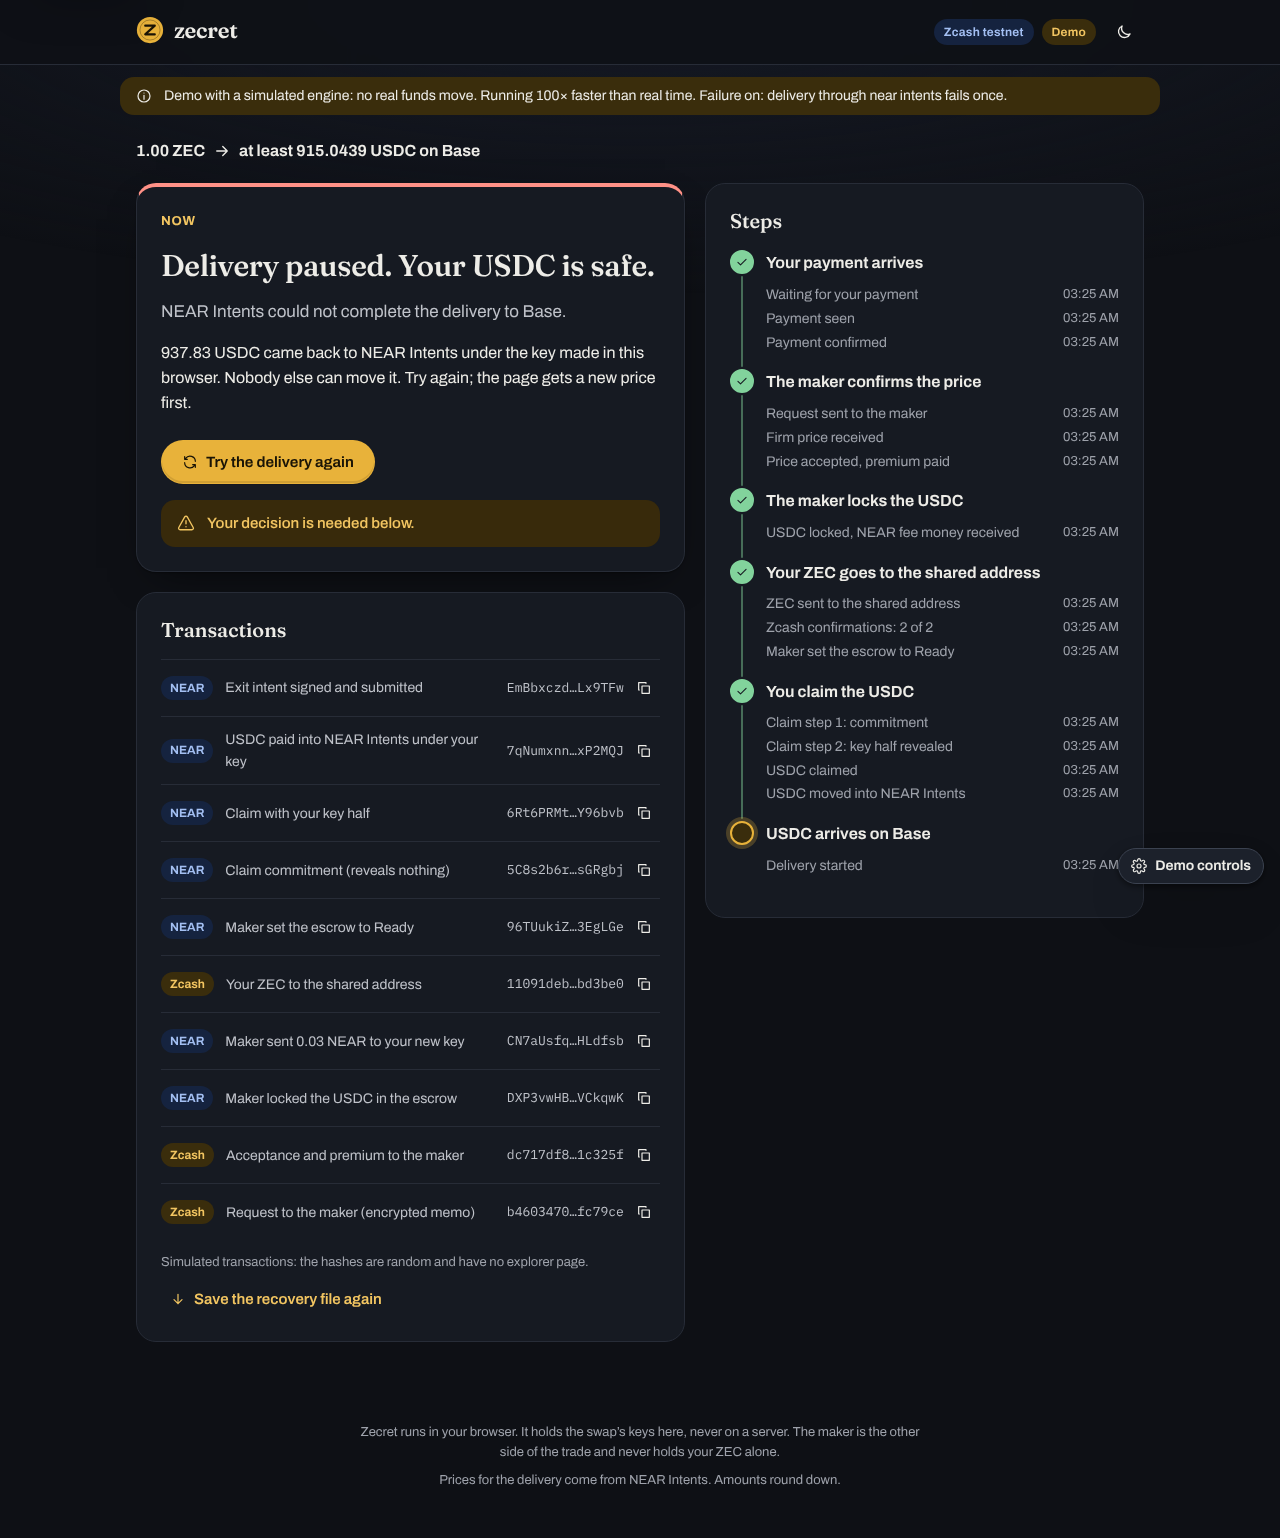 zecret
Zcash testnet
Demo
Demo with a simulated engine: no real funds move. Running 100× faster than real time. Failure on: delivery through near intents fails once.
1.00 ZEC → at least 915.0439 USDC on Base
NOW
Delivery paused. Your USDC is safe.
NEAR Intents could not complete the delivery to Base.
937.83 USDC came back to NEAR Intents under the key made in this
browser. Nobody else can move it. Try again; the page gets a new price
first.
Try the delivery again
Your decision is needed below.
Transactions
NEAR Exit intent signed and submitted EmBbxczd…Lx9TFw
NEAR USDC paid into NEAR Intents under your
key 7qNumxnn…xP2MQJ
NEAR Claim with your key half 6Rt6PRMt…Y96bvb
NEAR Claim commitment (reveals nothing) 5C8s2b6r…sGRgbj
NEAR Maker set the escrow to Ready 96TUukiZ…3EgLGe
Zcash Your ZEC to the shared address 11091deb…bd3be0
NEAR Maker sent 0.03 NEAR to your new key CN7aUsfq…HLdfsb
NEAR Maker locked the USDC in the escrow DXP3vwHB…VCkqwK
Zcash Acceptance and premium to the maker dc717df8…1c325f
Zcash Request to the maker (encrypted memo) b4603470…fc79ce
Simulated transactions: the hashes are random and have no explorer page.
Save the recovery file again
Steps
Your payment arrives
Waiting for your payment 03:25 AM
Payment seen 03:25 AM
Payment confirmed 03:25 AM
The maker confirms the price
Request sent to the maker 03:25 AM
Firm price received 03:25 AM
Price accepted, premium paid 03:25 AM
The maker locks the USDC
USDC locked, NEAR fee money received 03:25 AM
Your ZEC goes to the shared address
ZEC sent to the shared address 03:25 AM
Zcash confirmations: 2 of 2 03:25 AM
Maker set the escrow to Ready 03:25 AM
You claim the USDC
Claim step 1: commitment 03:25 AM
Claim step 2: key half revealed 03:25 AM
USDC claimed 03:25 AM
USDC moved into NEAR Intents 03:25 AM
USDC arrives on Base
Delivery started 03:25 AM
Demo controls
Zecret runs in your browser. It holds the swap's keys here, never on a server. The maker is the other
side of the trade and never holds your ZEC alone.
Prices for the delivery come from NEAR Intents. Amounts round down.